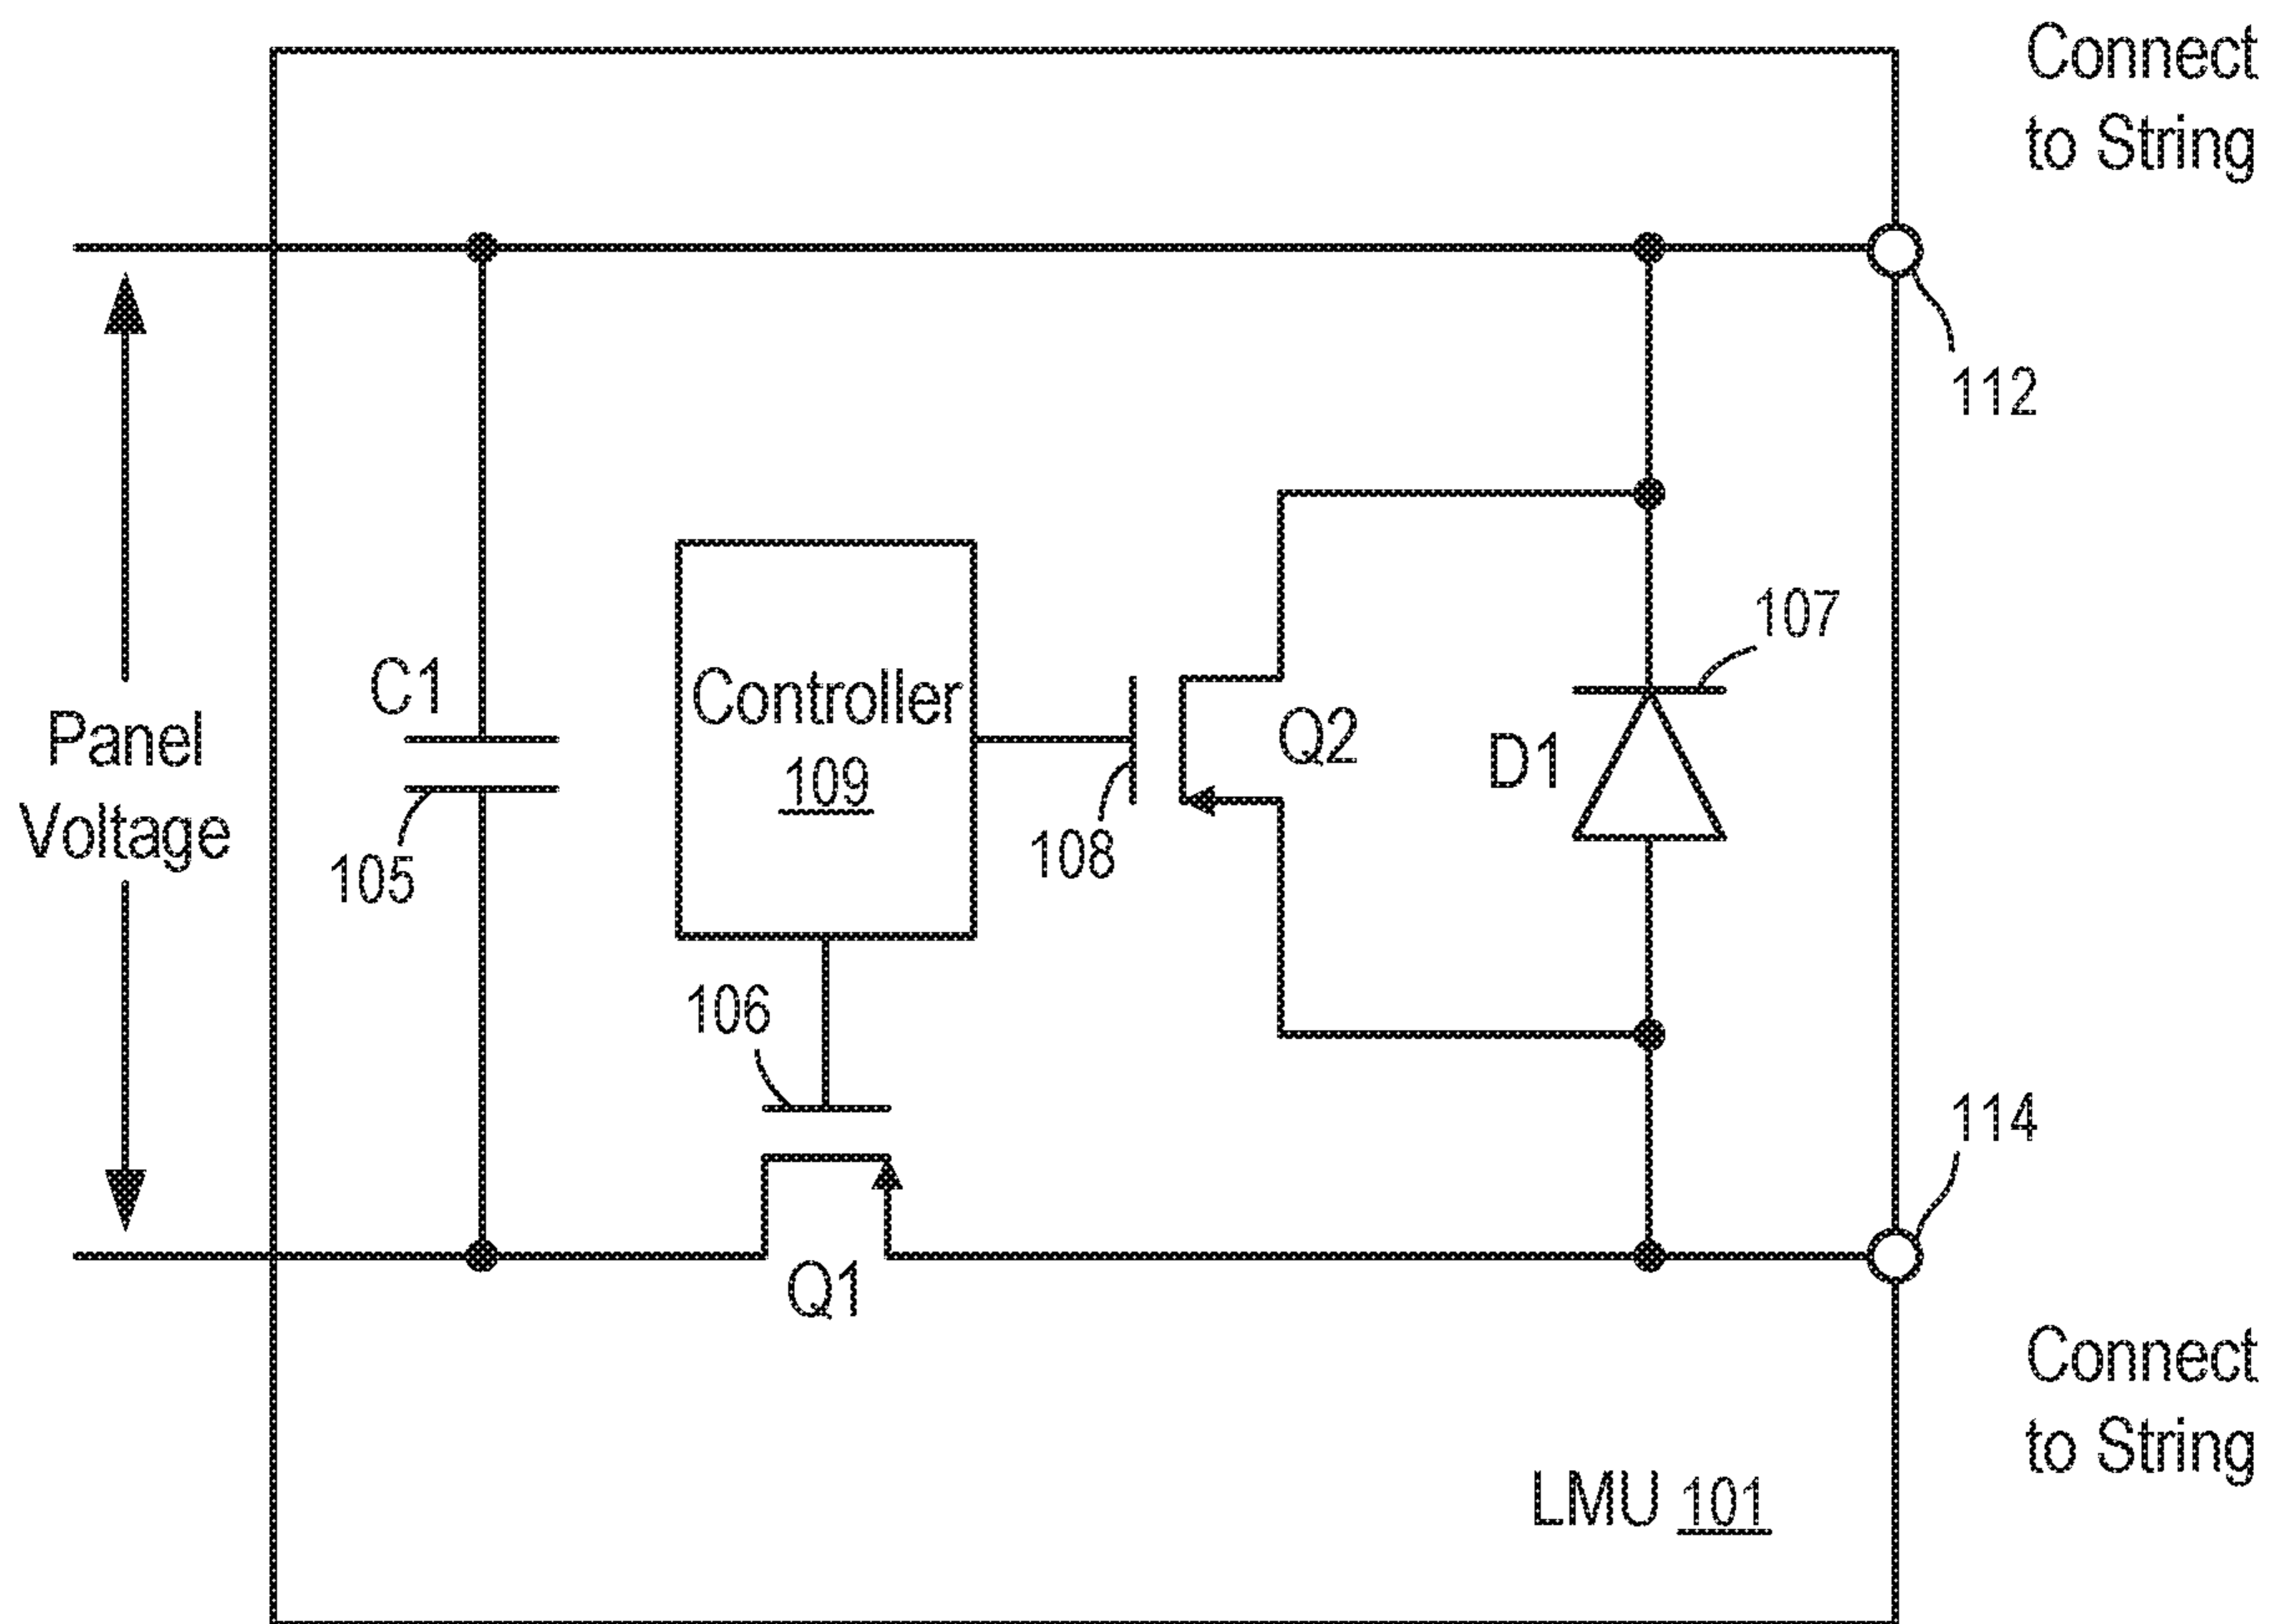 Connect
to String
112
107
C1
Controller
109
Q2
D1
Panel
Voltage
105
108
106
114
Q1
Connect
to String
LMU 101